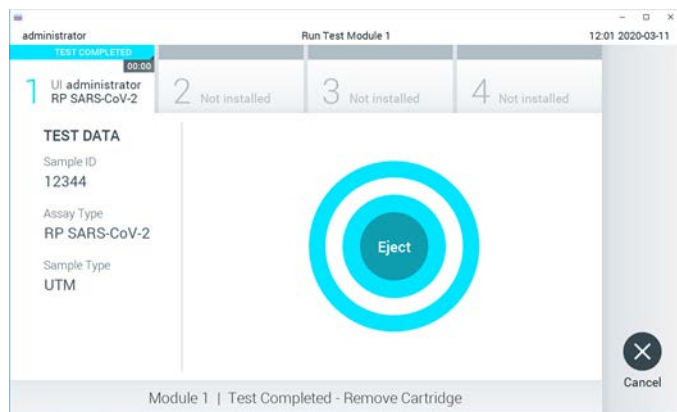 administrator Run Test Module 1 12:01 2020-03-11
TEST COMPLETED
00:00
1 UI administrator
RP SARS-CoV-2
2 Not installed
3 Not installed
4 Not installed
TEST DATA
Sample ID
12344
Assay Type
RP SARS-CoV-2
Sample Type
UTM
Eject
Cancel
Module 1 | Test Completed - Remove Cartridge